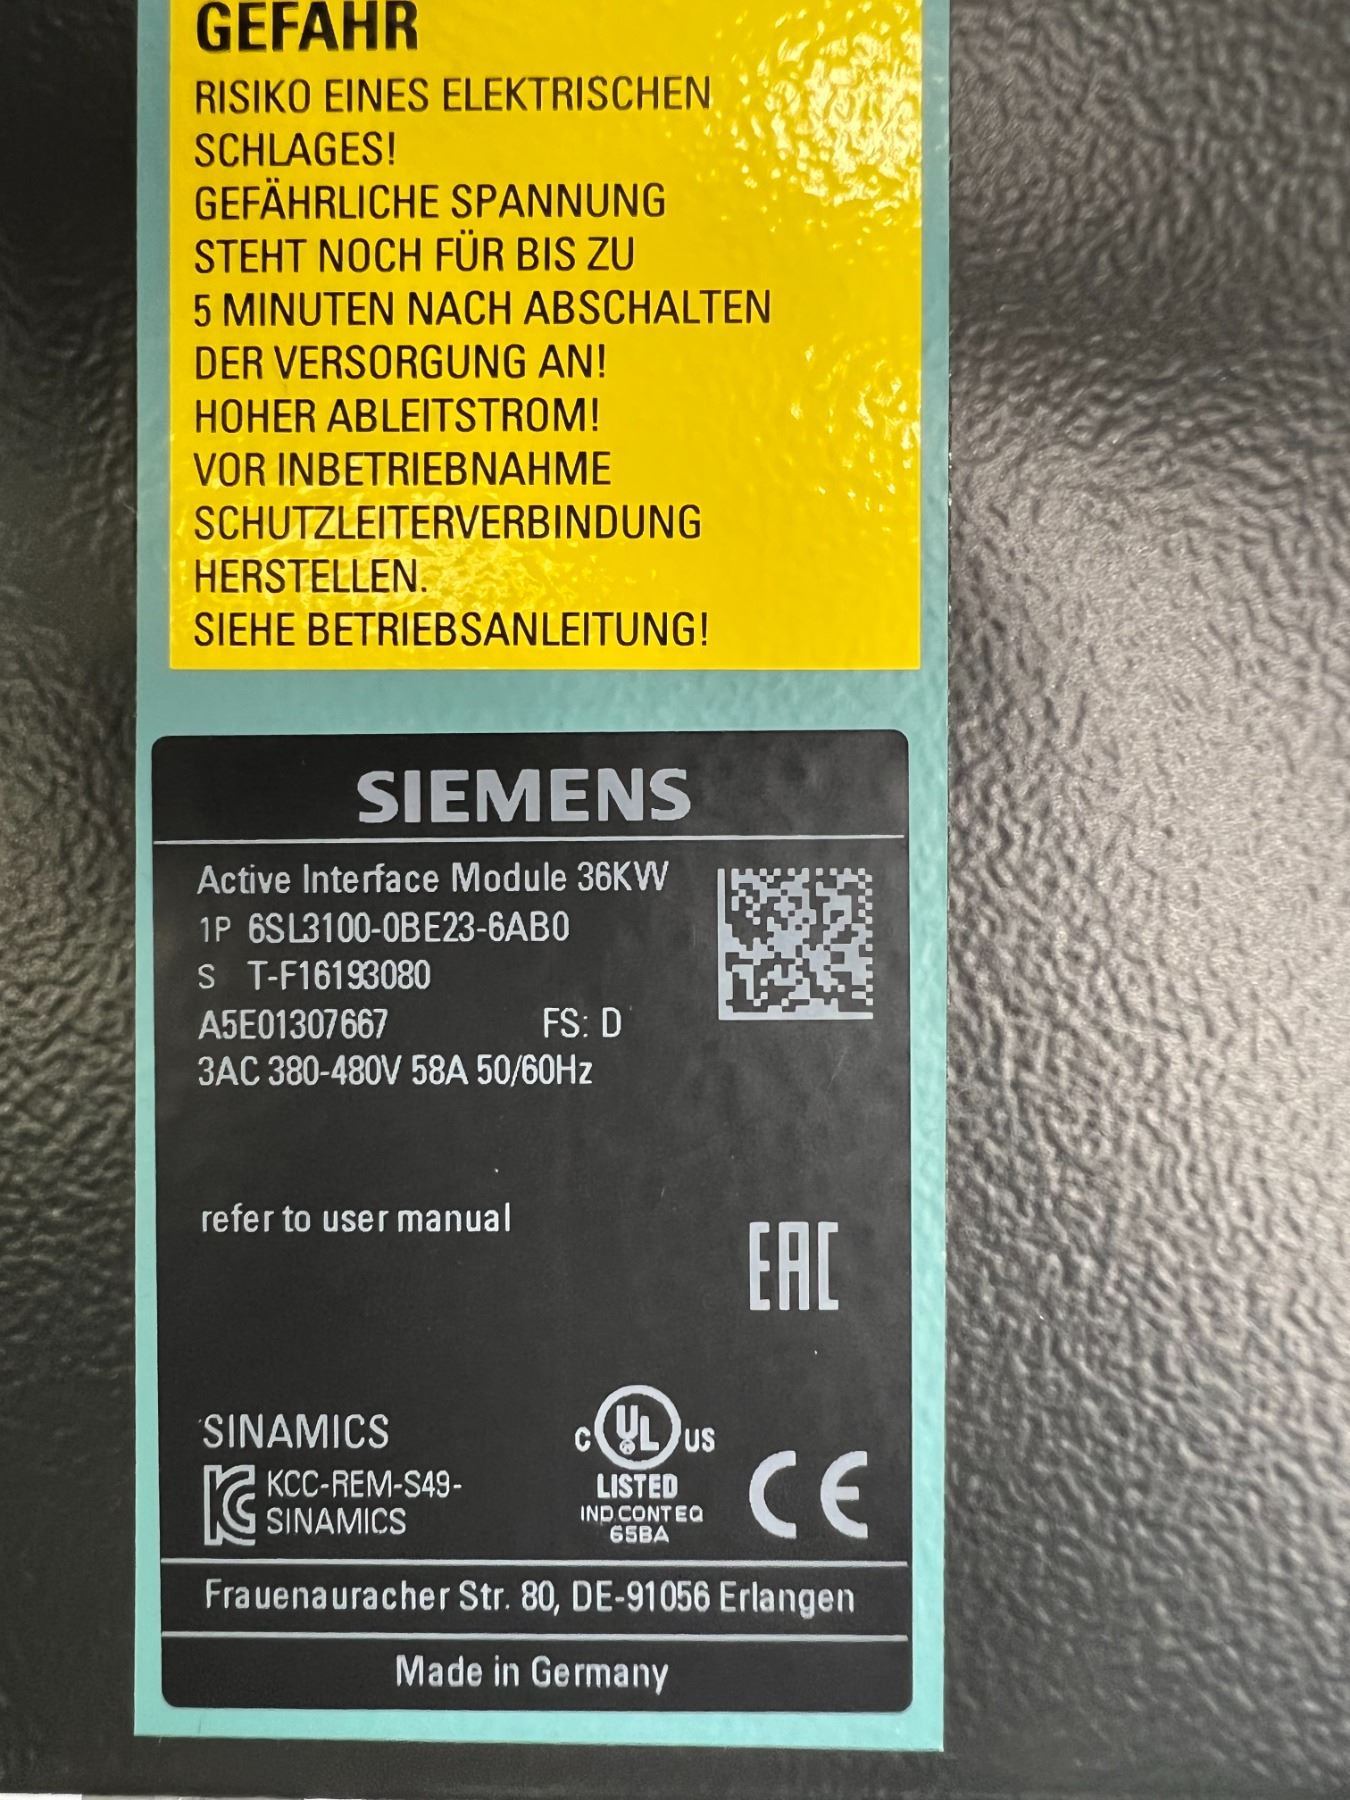 GEFAHR
RISIKO EINES ELEKTRISCHEN
SCHLAGES!
GEFÄHRLICHE SPANNUNG
STEHT NOCH FÜR BIS ZU
5 MINUTEN NACH ABSCHALTEN
DER VERSORGUNG AN!
HOHER ABLEITSTROM!
VOR INBETRIEBNAHME
SCHUTZLEITERVERBINDUNG
HERSTELLEN.
SIEHE BETRIEBSANLEITUNG!
SIEMENS
Active Interface Module 36KW
1P 6SL3100-0BE23-6AB0
S T-F16193080
A5E01307667 FS: D
3AC 380-480V 58A 50/60Hz
refer to user manual
EAC
SINAMICS
KCC-REM-S49-
SINAMICS
C UL US
LISTED
IND CONT EQ
65BA
CE
Frauenauracher Str. 80, DE-91056 Erlangen
Made in Germany